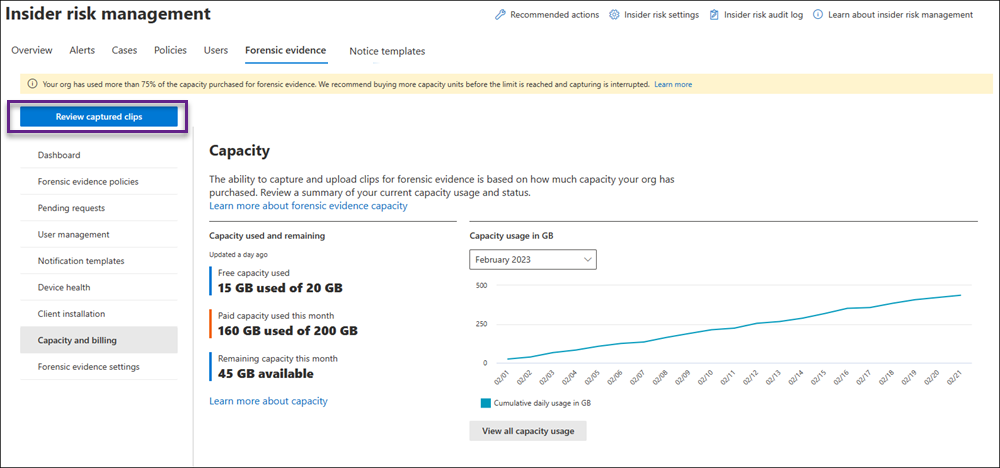 Insider risk management
Recommended actions Insider risk settings Insider risk audit log Learn about insider risk management
Overview Alerts Cases Policies Users Forensic evidence Notice templates
Your org has used more than 75% of the capacity purchased for forensic evidence. We recommend buying more capacity units before the limit is reached and capturing is interrupted. Learn more
Review captured clips
Dashboard
Forensic evidence policies
Pending requests
User management
Notification templates
Device health
Client installation
Capacity and billing
Forensic evidence settings
Capacity
The ability to capture and upload clips for forensic evidence is based on how much capacity your org has
purchased. Review a summary of your current capacity usage and status.
Learn more about forensic evidence capacity
Capacity used and remaining
Updated a day ago
Free capacity used
15 GB used of 20 GB
Paid capacity used this month
160 GB used of 200 GB
Remaining capacity this month
45 GB available
Learn more about capacity
Capacity usage in GB
February 2023
500
250
0
02/01 02/02 02/03 02/04 02/05 02/06 02/07 02/08 02/09 02/10 02/11 02/12 02/13 02/14 02/15 02/16 02/17 02/18 02/19 02/20 02/21
Cumulative daily usage in GB
View all capacity usage